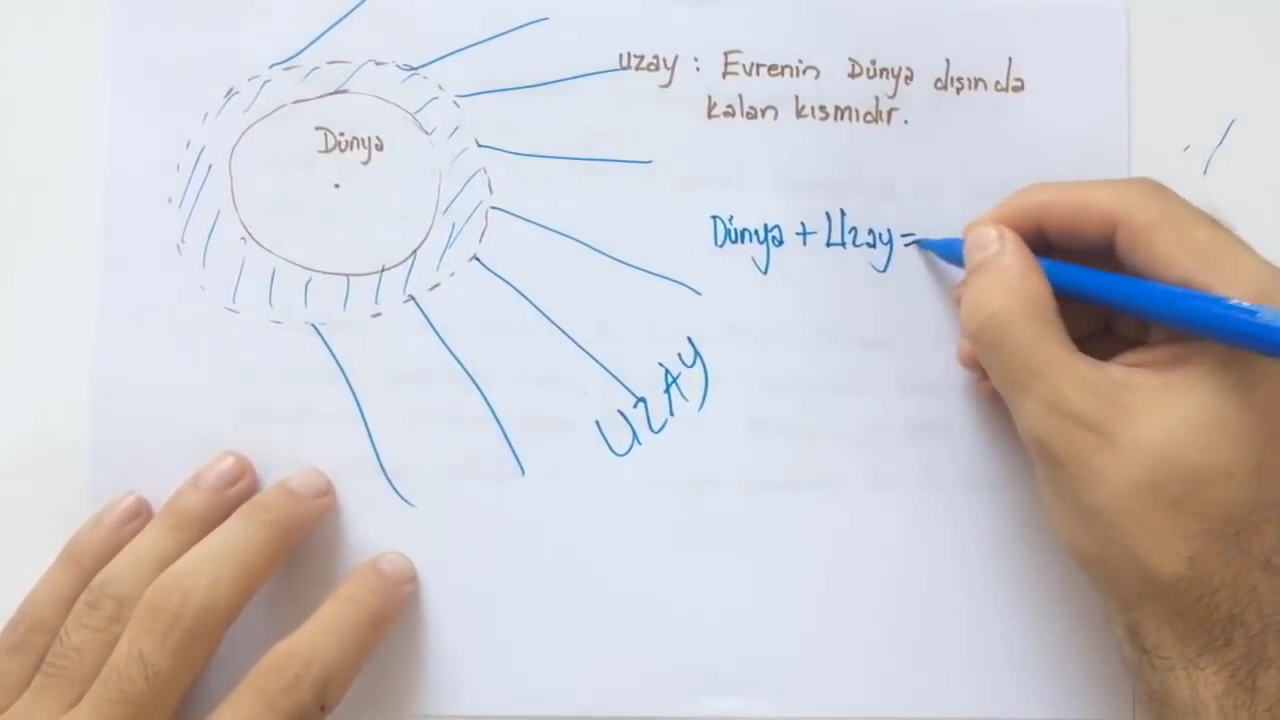 Dünya
uzay : Evrenin Dünya dışında
kalan kısmıdır.
Dünya + Uzay =
UZAY